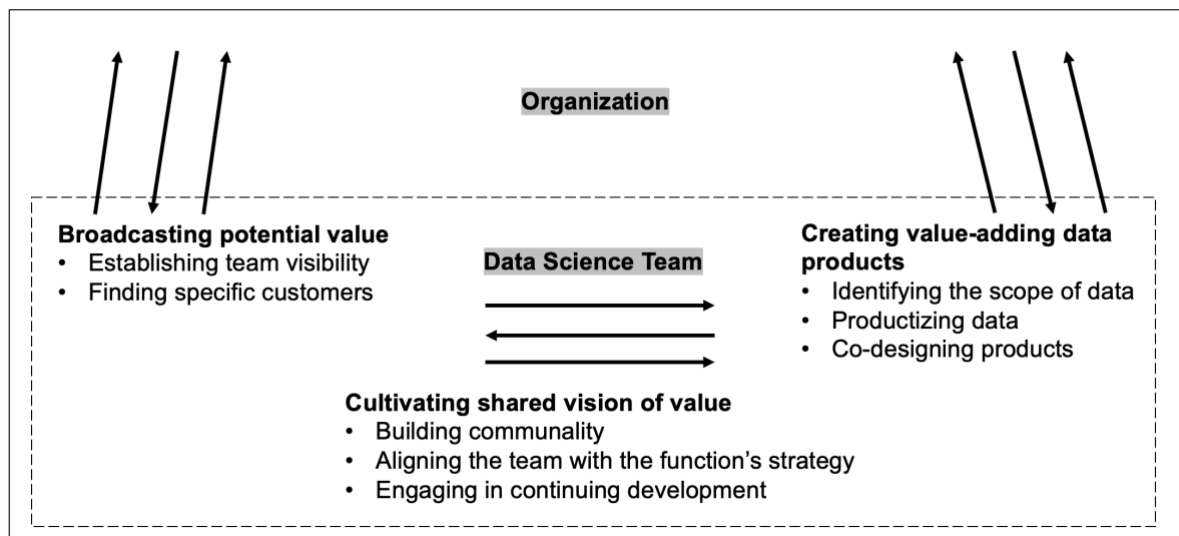 Organization
Broadcasting potential value
• Establishing team visibility
• Finding specific customers
Data Science Team
Creating value-adding data
products
• Identifying the scope of data
• Productizing data
• Co-designing products
Cultivating shared vision of value
• Building communality
• Aligning the team with the function’s strategy
• Engaging in continuing development